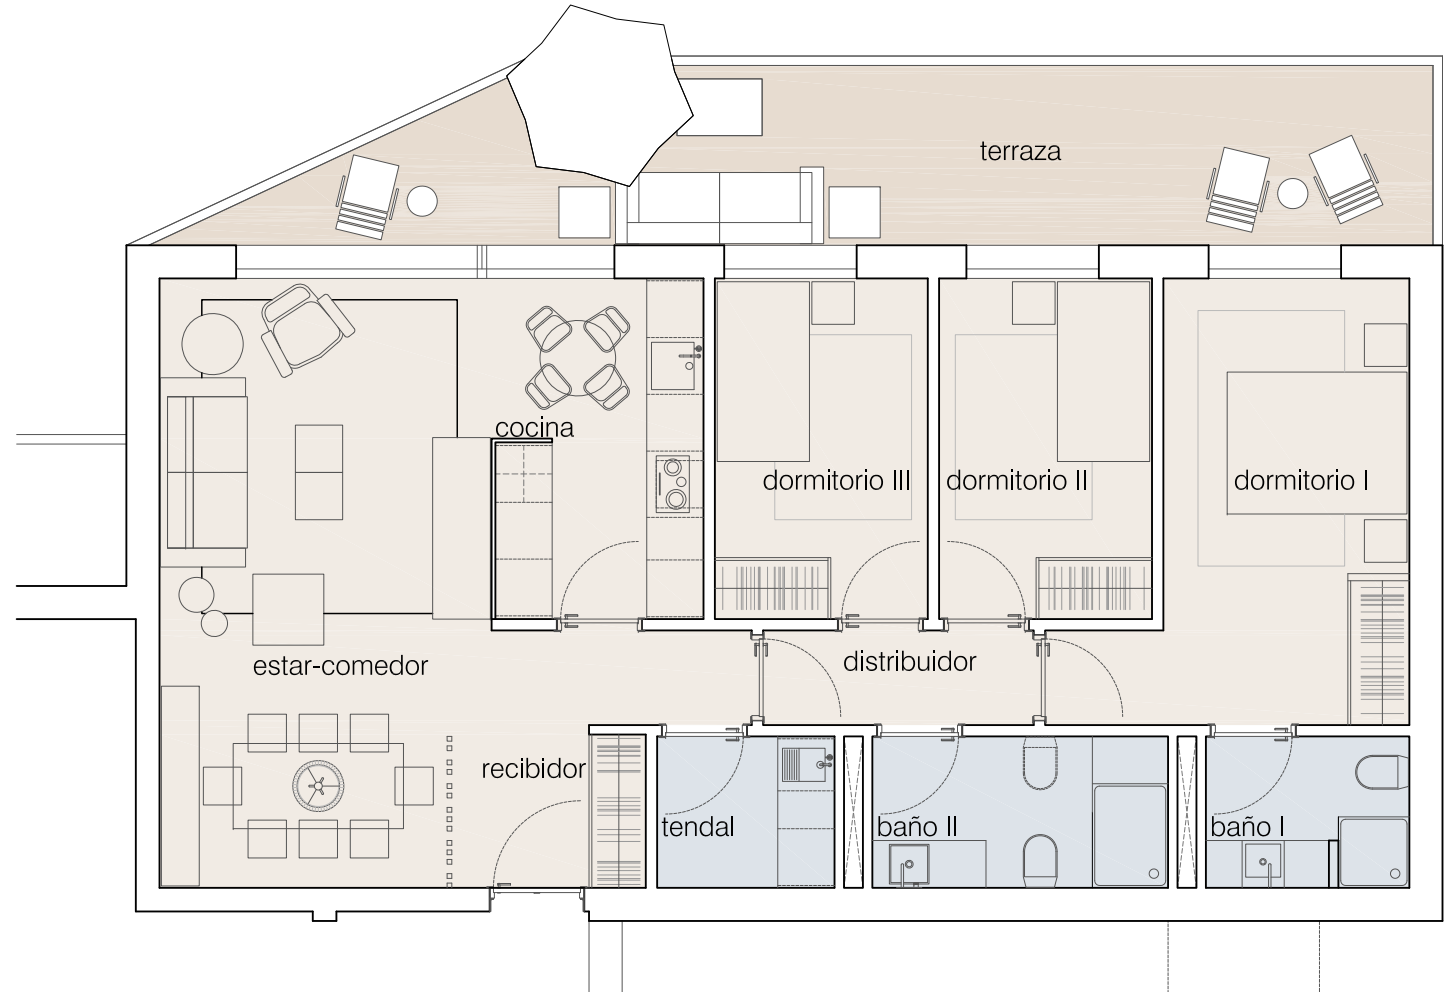 terraza
cocina
dormitorio III
dormitorio II
dormitorio I
estar-comedor
distribuidor
recibidor
tendal
baño II
baño I